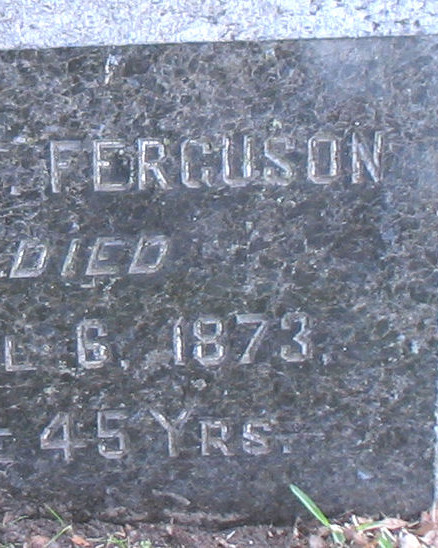 FERGUSON
DIED
6, 1873.
45 YRS.